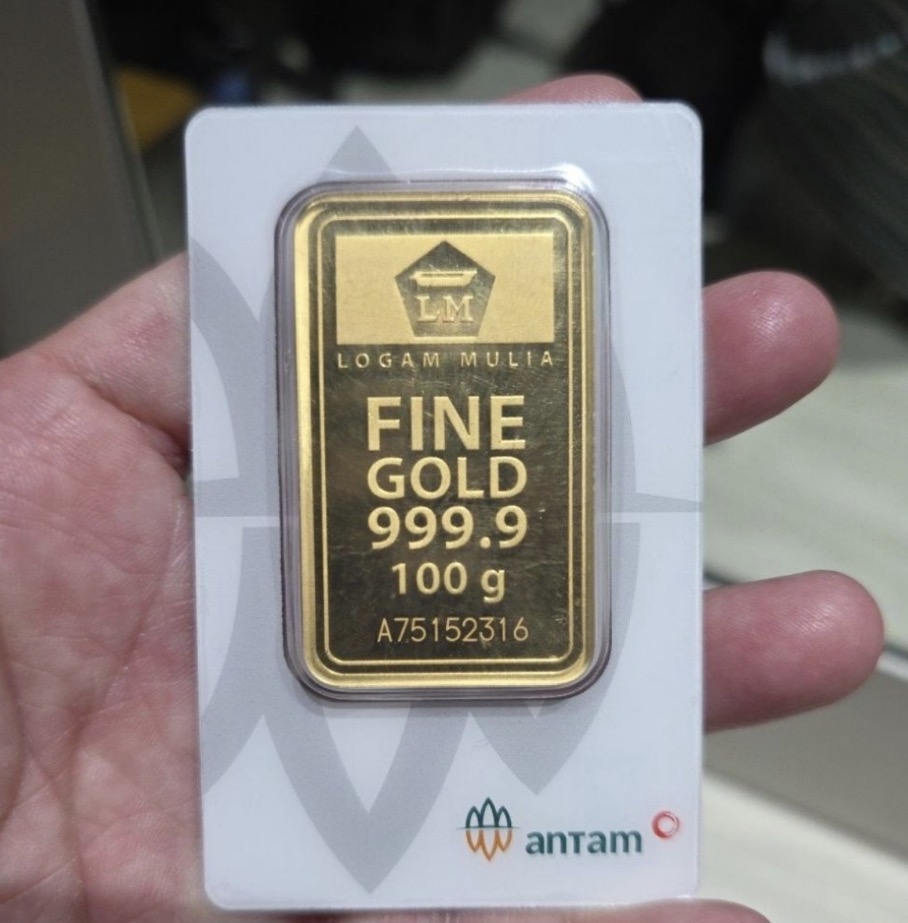 LM
LOGAM MULIA
FINE
GOLD
999.9
100 g
A75152316
antam